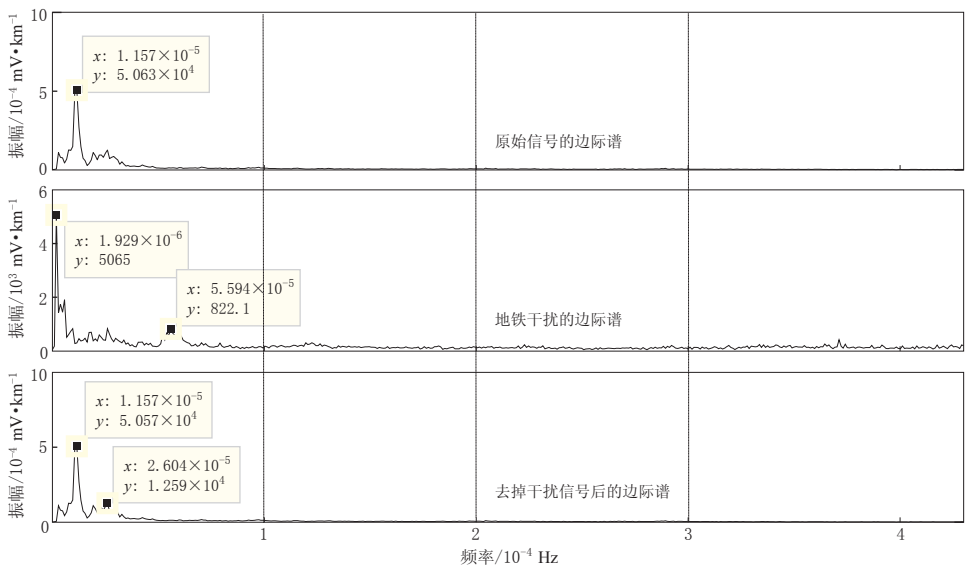 10
5
0
振幅/10⁻⁴ mV•km⁻¹
x: 1.157×10⁻⁵
y: 5.063×10⁴
原始信号的边际谱
6
4
2
0
振幅/10³ mV•km⁻¹
x: 1.929×10⁻⁶
y: 5065
x: 5.594×10⁻⁵
y: 822.1
地铁干扰的边际谱
10
5
0
振幅/10⁻⁴ mV•km⁻¹
x: 1.157×10⁻⁵
y: 5.057×10⁴
x: 2.604×10⁻⁵
y: 1.259×10⁴
去掉干扰信号后的边际谱
1 2 3 4
频率/10⁻⁴ Hz